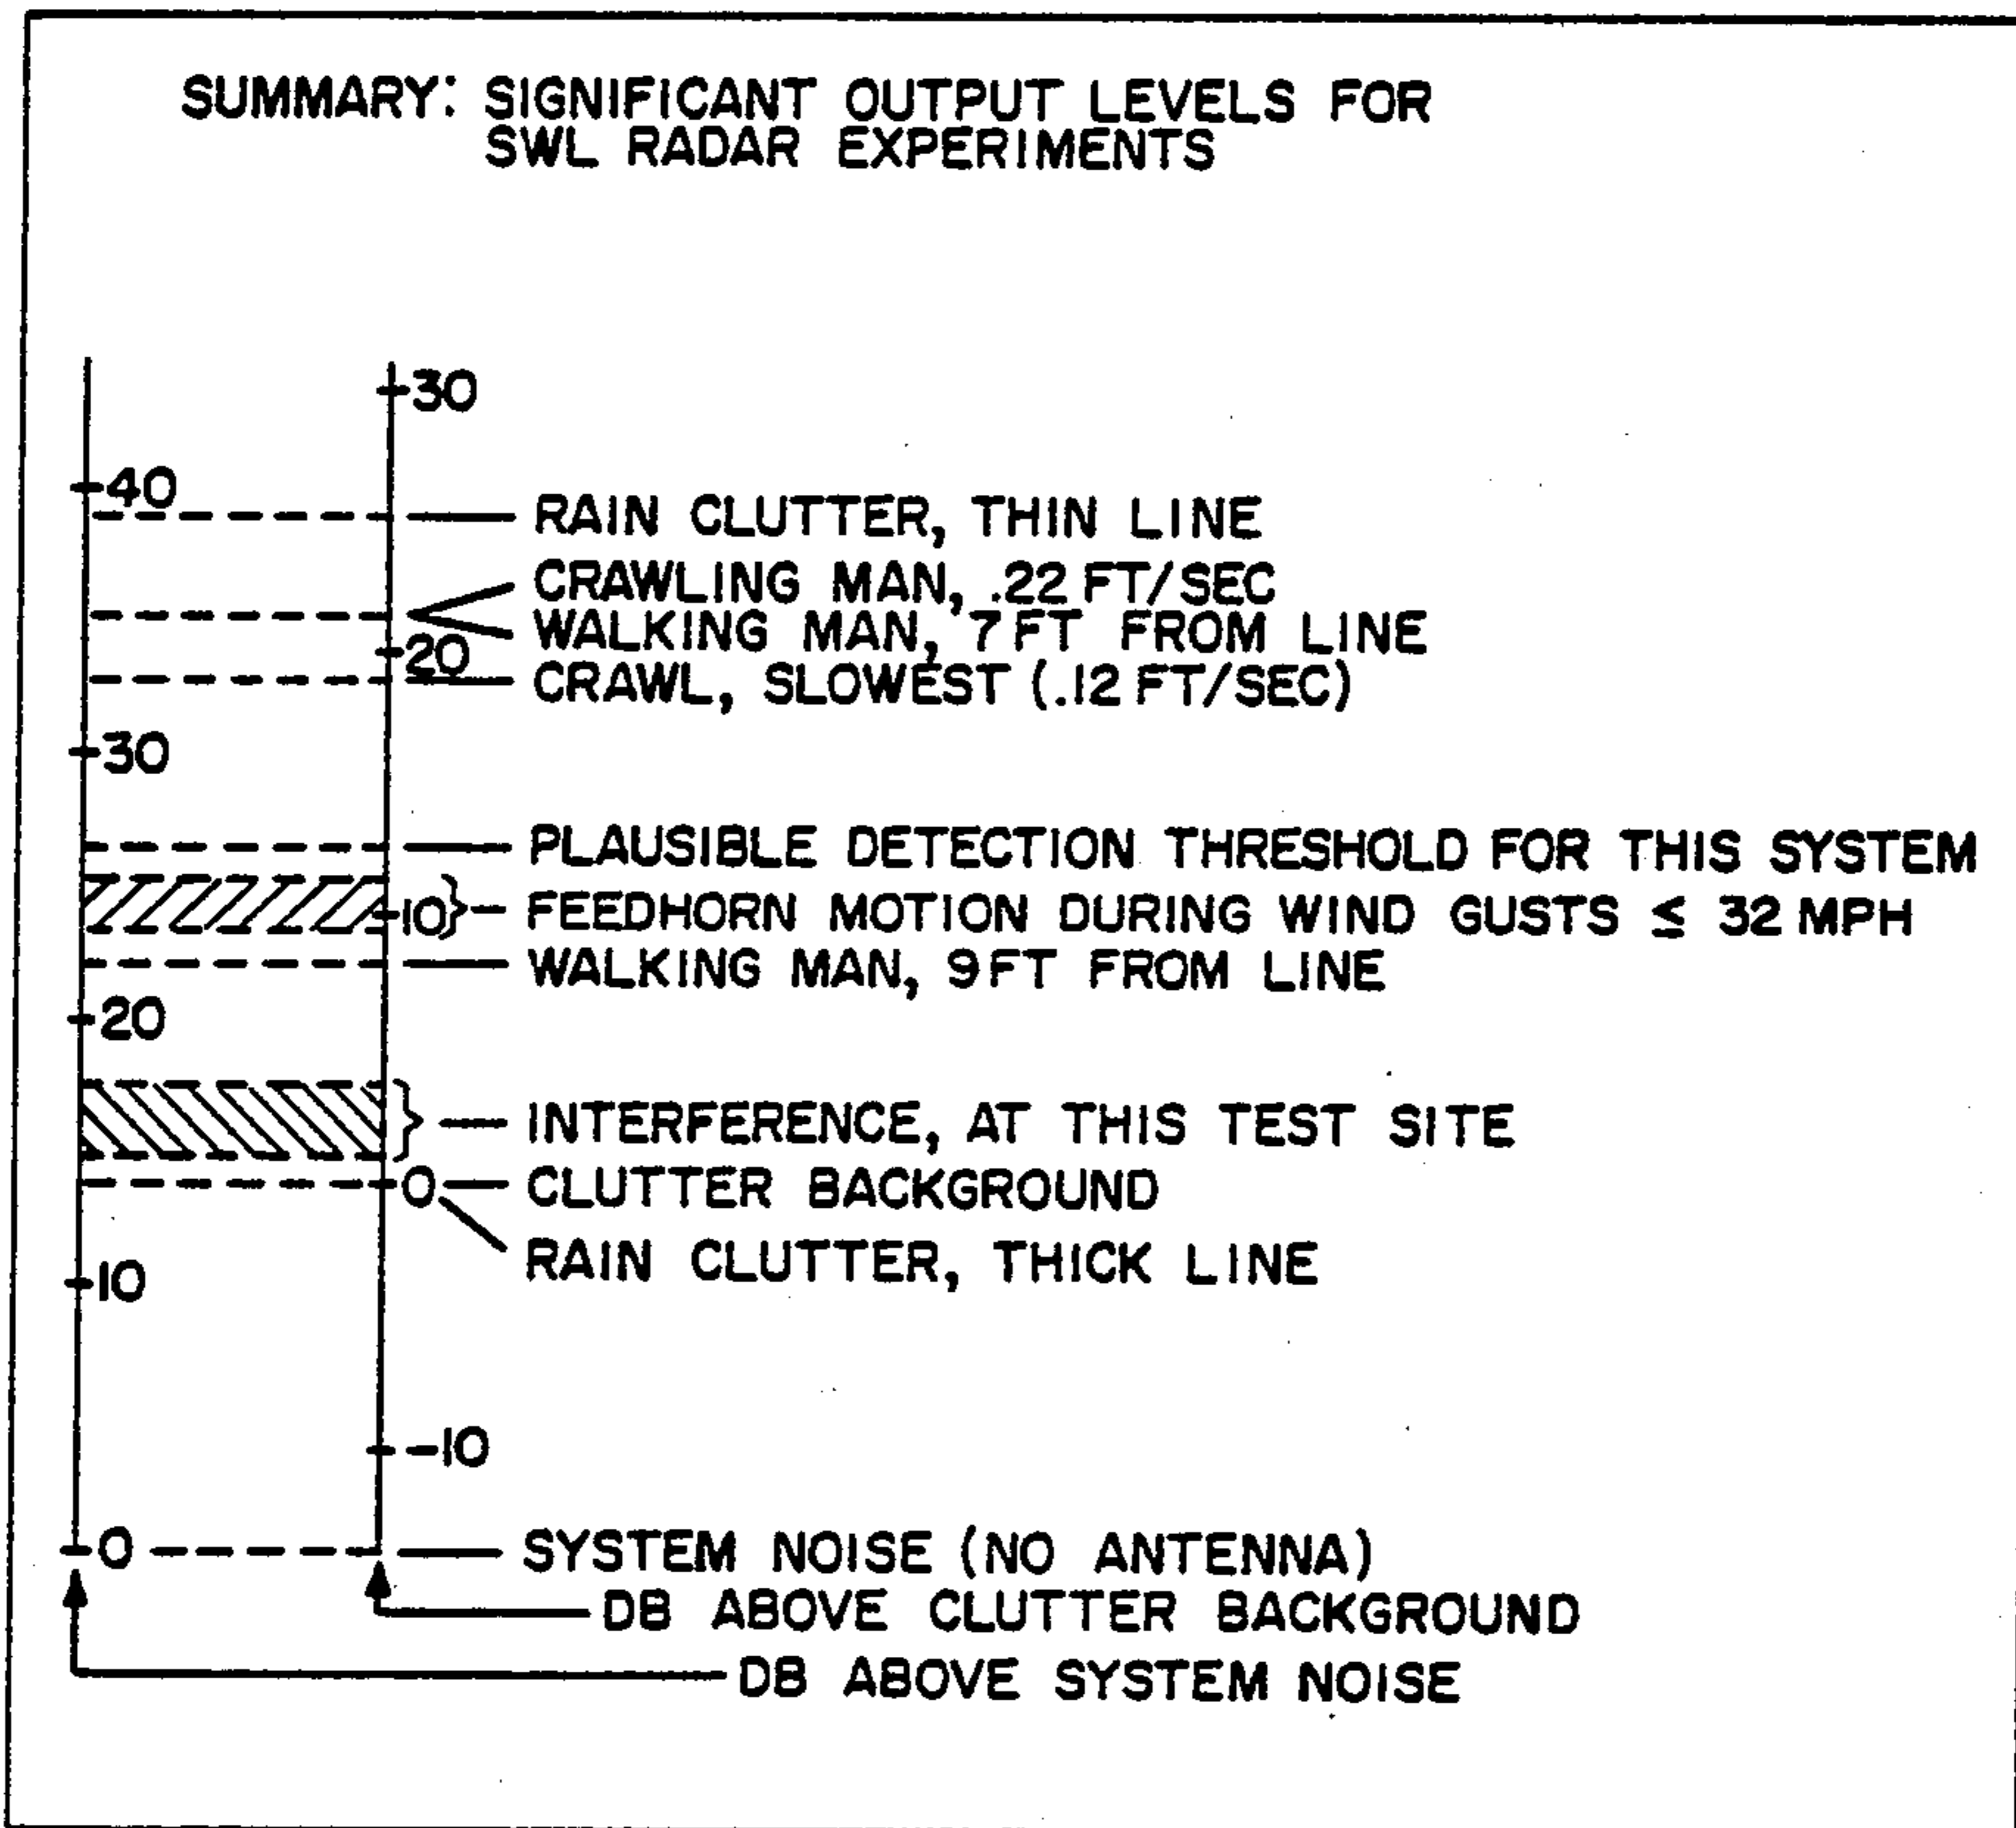 SUMMARY: SIGNIFICANT OUTPUT LEVELS FOR
SWL RADAR EXPERIMENTS
30
40
RAIN CLUTTER, THIN LINE
CRAWLING MAN, .22 FT/SEC
WALKING MAN, 7 FT FROM LINE
20
CRAWL, SLOWEST (.12 FT/SEC)
30
PLAUSIBLE DETECTION THRESHOLD FOR THIS SYSTEM
10 FEEDHORN MOTION DURING WIND GUSTS ≤ 32 MPH
WALKING MAN, 9 FT FROM LINE
20
INTERFERENCE, AT THIS TEST SITE
0 CLUTTER BACKGROUND
RAIN CLUTTER, THICK LINE
10
-10
0 SYSTEM NOISE (NO ANTENNA)
DB ABOVE CLUTTER BACKGROUND
DB ABOVE SYSTEM NOISE